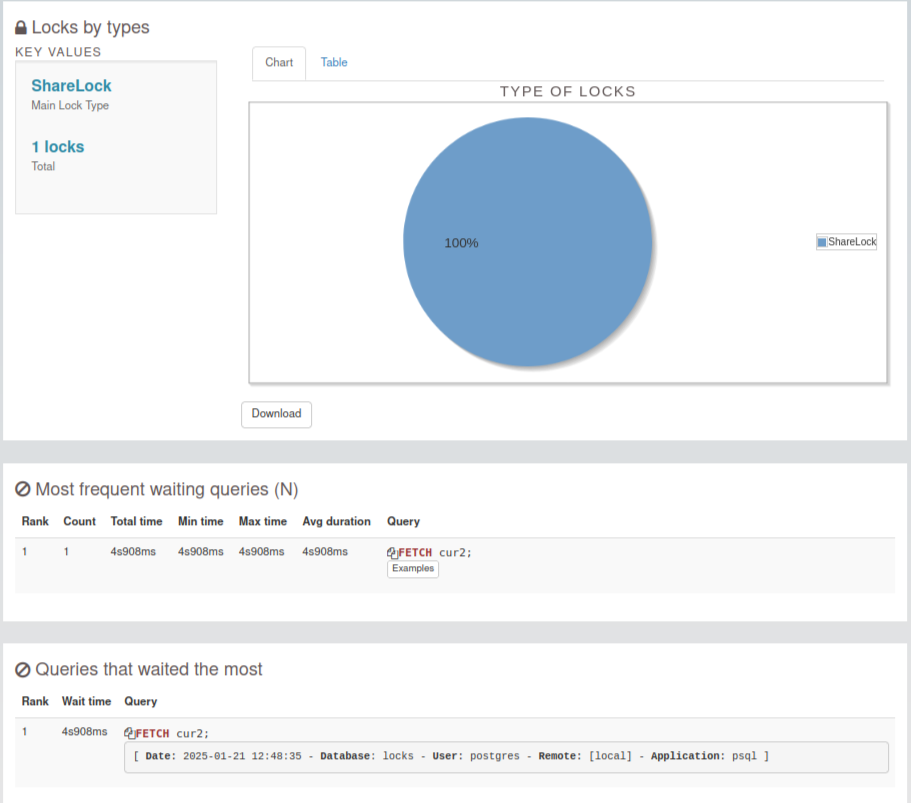 Locks by types
KEY VALUES
ShareLock
Main Lock Type
1 locks
Total
Chart Table
TYPE OF LOCKS
100%
ShareLock
Download
Most frequent waiting queries (N)
Rank Count Total time Min time Max time Avg duration Query
1 1 4s908ms 4s908ms 4s908ms 4s908ms FETCH cur2;
Examples
Queries that waited the most
Rank Wait time Query
1 4s908ms FETCH cur2;
[ Date: 2025-01-21 12:48:35 - Database: locks - User: postgres - Remote: [local] - Application: psql ]